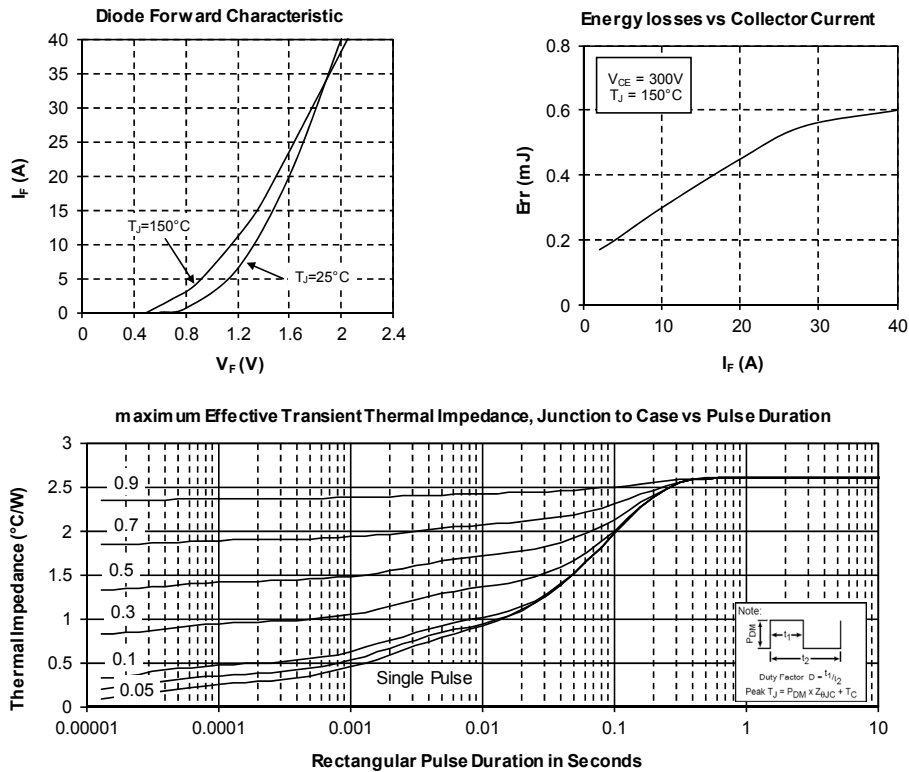 Diode Forward Characteristic
40
35
30
25
20
15
10
5
0
I_F (A)
T_J=150°C
T_J=25°C
0 0.4 0.8 1.2 1.6 2.0 2.4
V_F (V)
Energy losses vs Collector Current
V_CE = 300V
T_J = 150°C
0.8
0.6
0.4
0.2
0
Err (mJ)
0 10 20 30 40
I_F (A)
maximum Effective Transient Thermal Impedance, Junction to Case vs Pulse Duration
3
2.5
2
1.5
1
0.5
0
Thermal Impedance (°C/W)
0.9
0.7
0.5
0.3
0.1
0.05
Single Pulse
Note:
P_DM
t_1
t_2
Duty Factor D = t_1/t_2
Peak T_J = P_DM x Z_θJC + T_C
0.00001 0.0001 0.001 0.01 0.1 1 10
Rectangular Pulse Duration in Seconds